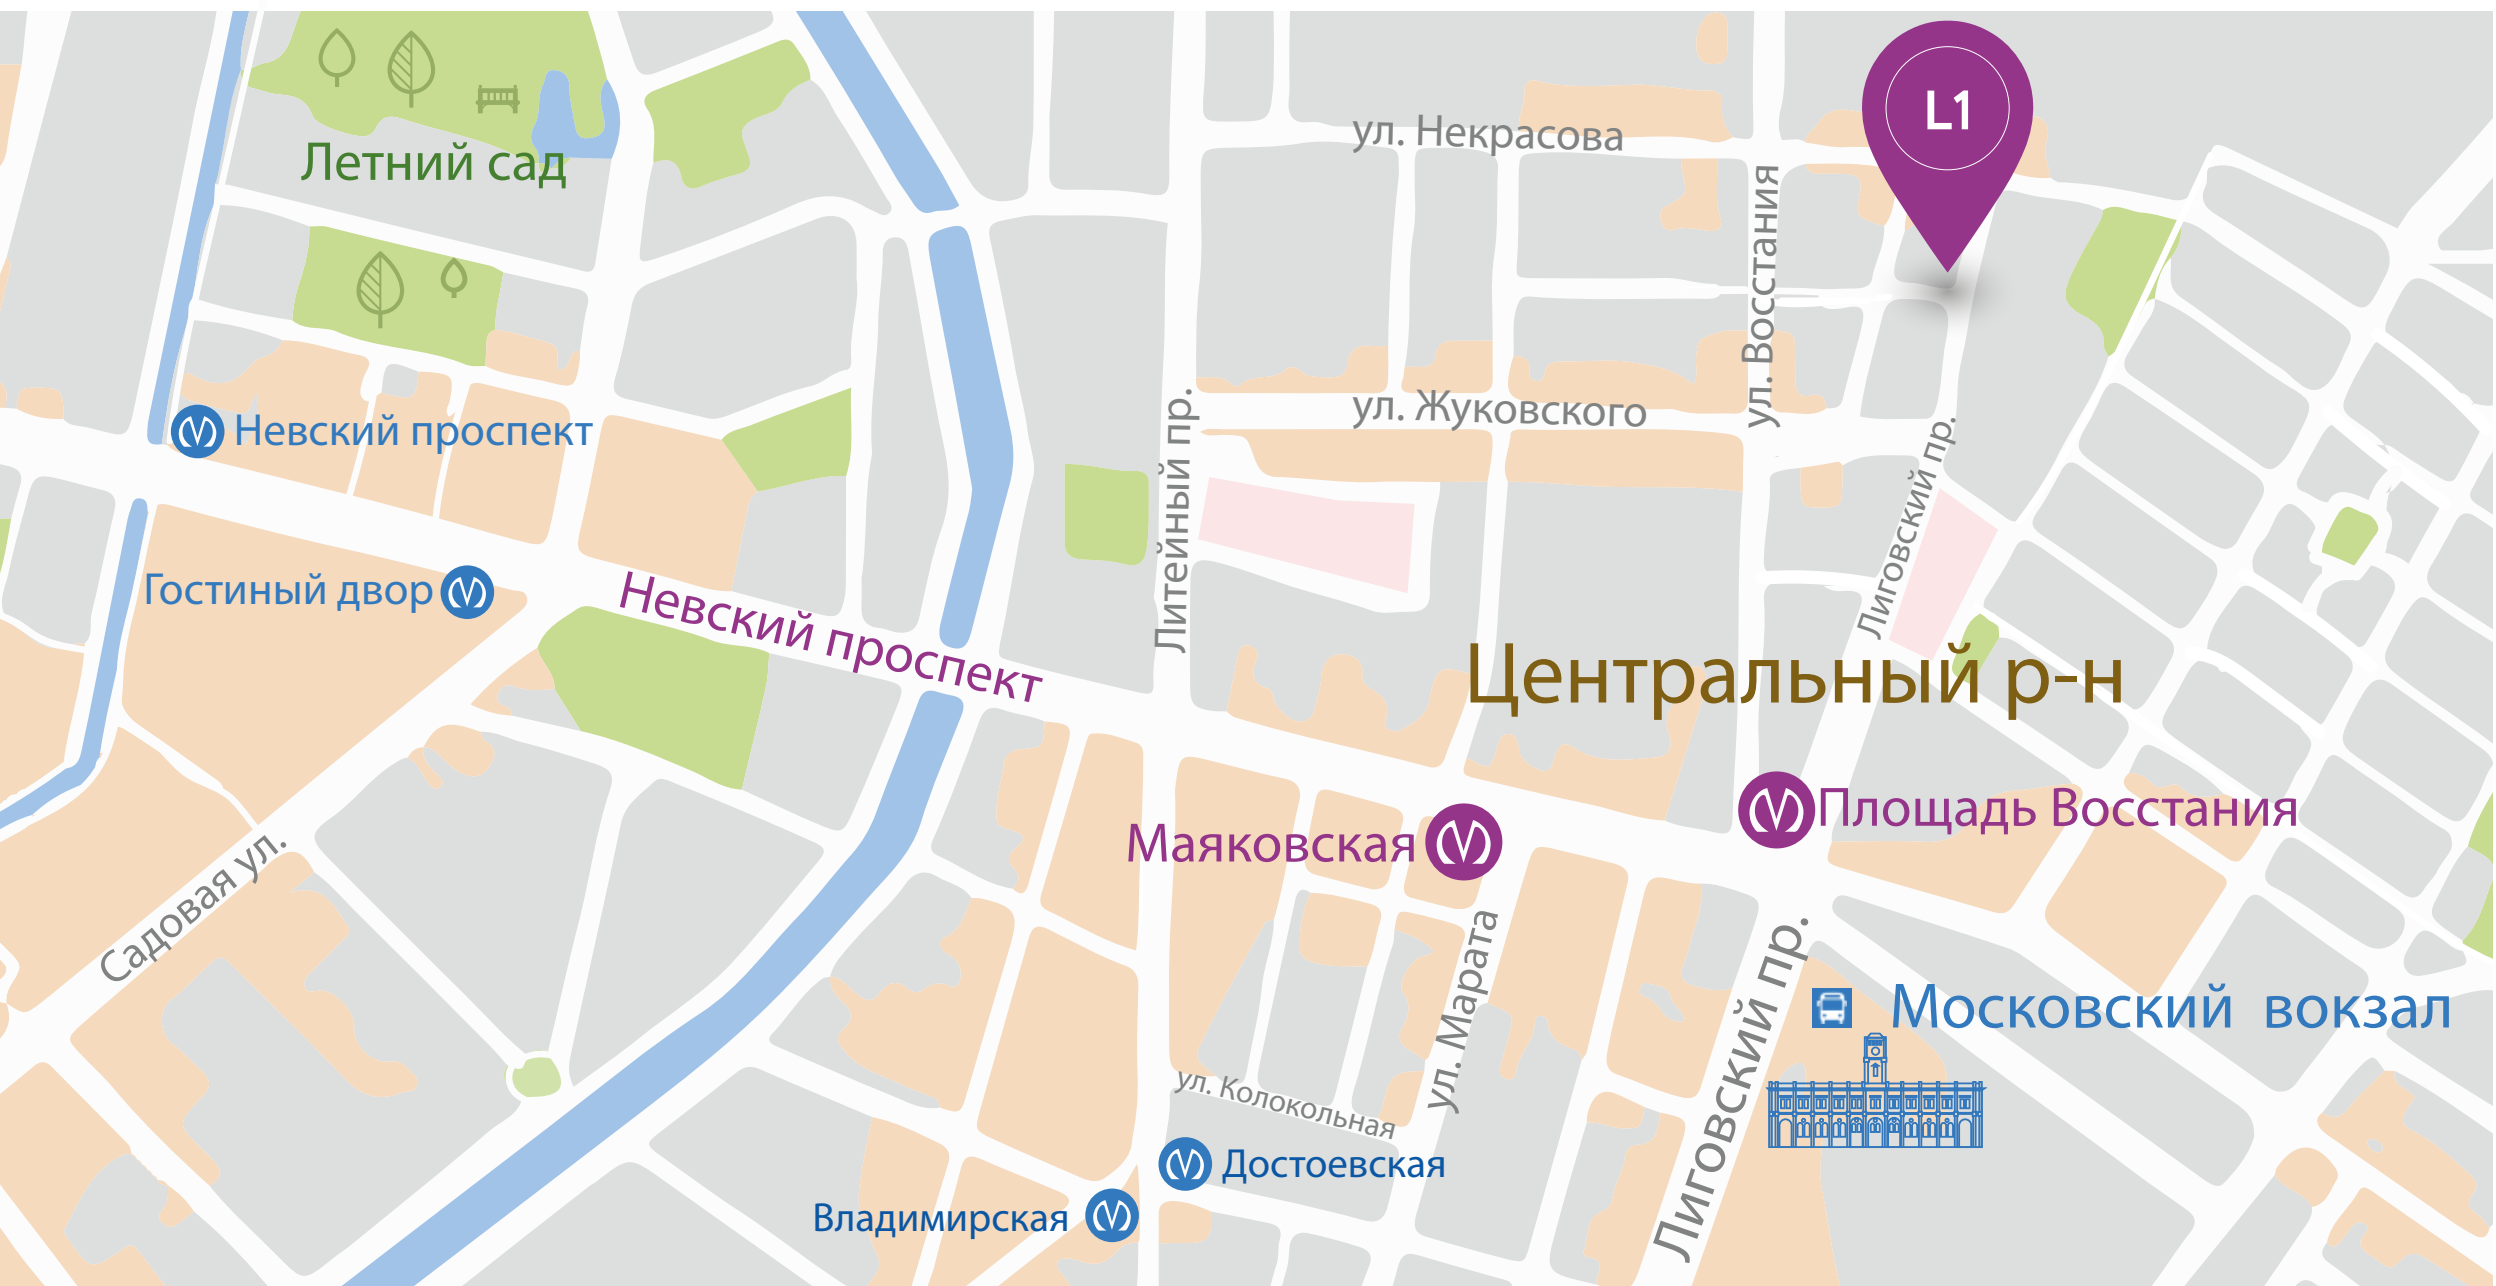 L1
ул. Некрасова
Летний сад
ул. Восстания
Невский проспект
ул. Жуковского
Литейный пр.
Лиговский пр.
Гостиный двор
Невский проспект
Центральный р-н
Площадь Восстания
Маяковская
Садовая ул.
ул. Марата
Лиговский пр.
Московский вокзал
ул. Колокольная
Достоевская
Владимирская